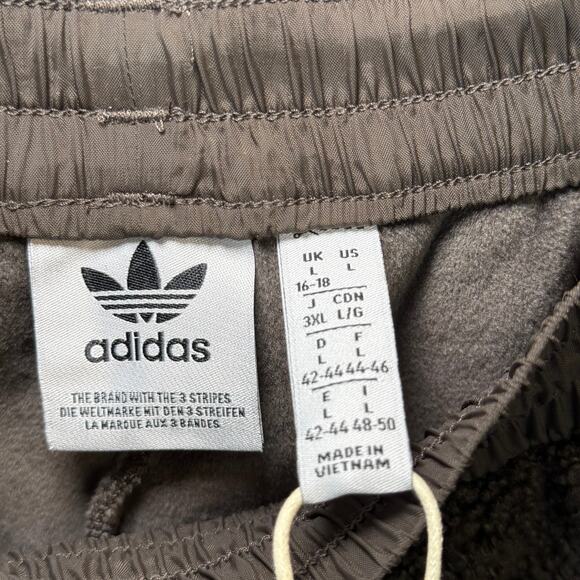 adidas
THE BRAND WITH THE 3 STRIPES
DIE WELTMARKE MIT DEN 3 STREIFEN
LA MARQUE AUX 3 BANDES
UK US
L L
16-18
J CDN
3XL L/G
D F
L L
42-44 44-46
E I
L L
42-44 48-50
MADE IN
VIETNAM